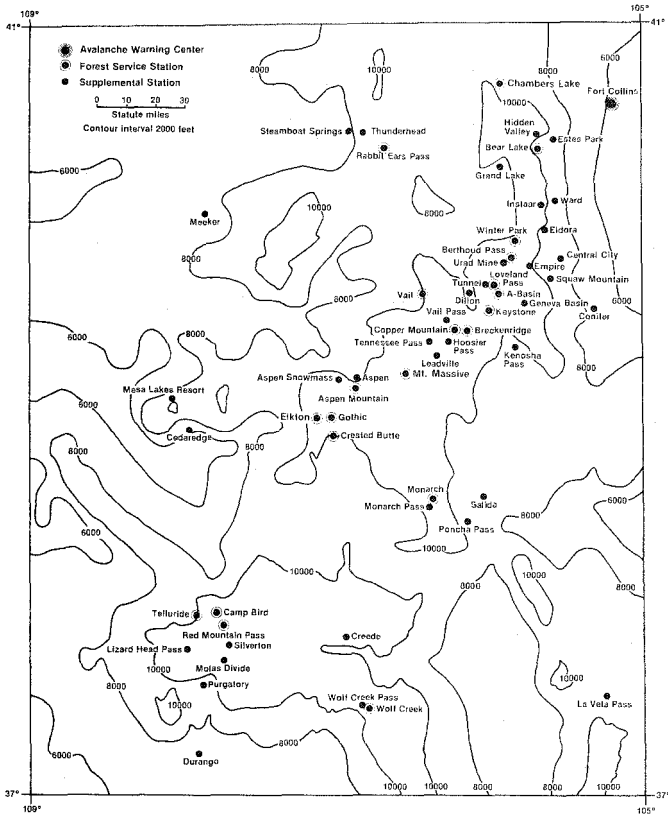 109°
105°
41°
41°
Avalanche Warning Center
Forest Service Station
Supplemental Station
0 10 20 30
Statute miles
Contour interval 2000 feet
8000
10000
8000
6000
Chambers Lake
10000
Fort Collins
Steamboat Springs
Thunderhead
Hidden
Valley
Estes Park
Rabbit Ears Pass
Bear Lake
6000
Grand Lake
8000
Meeker
10000
Instaar
Ward
Eldora
Winter Park
8000
Berthoud Pass
Central City
Urad Mine
Empire
Loveland
Pass
Tunnel
Squaw Mountain
8000
Vail
Dillon
A-Basin
Geneva Basin
6000
Vail Pass
Keystone
Conifer
6000
Copper Mountain
Breckenridge
8000
Tennessee Pass
Hoosier
Pass
Kenosha
Pass
Leadville
6000
Aspen Snowmass
Aspen
Mt. Massive
Mesa Lakes Resort
Aspen Mountain
6000
Elkton
Gothic
Cedaredge
Crested Butte
8000
8000
Monarch
Salida
6000
Monarch Pass
8000
Poncha Pass
6000
10000
10000
10000
8000
8000
Telluride
Camp Bird
Red Mountain Pass
Creede
Lizard Head Pass
Silverton
Molas Divide
10000
10000
8000
Purgatory
Wolf Creek Pass
La Veta Pass
10000
Wolf Creek
8000
6000
Durango
37°
10000
10000
8000
8000
10000
37°
109°
105°